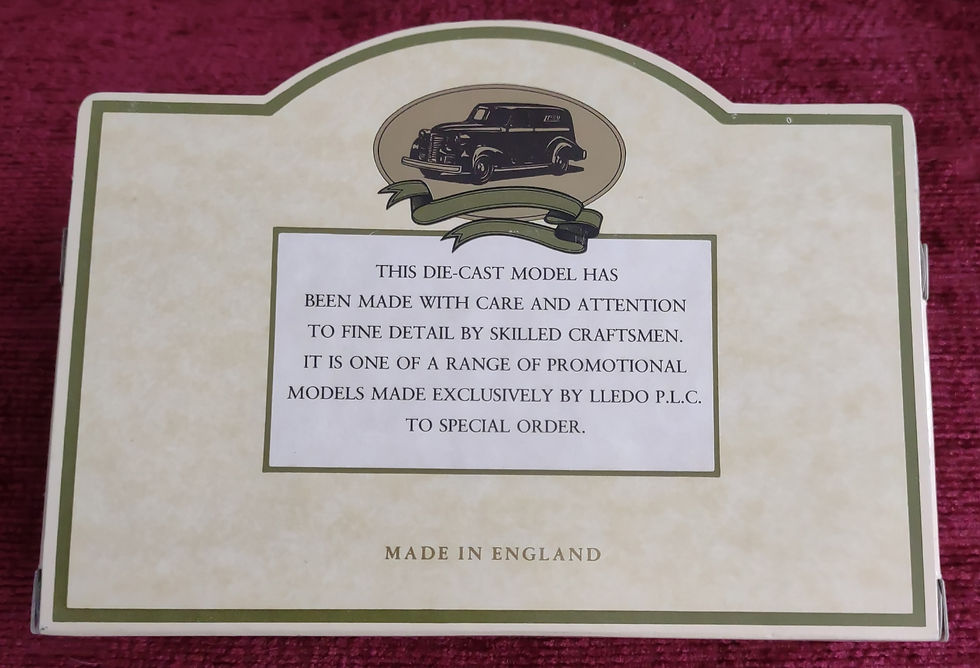 THIS DIE-CAST MODEL HAS
BEEN MADE WITH CARE AND ATTENTION
TO FINE DETAIL BY SKILLED CRAFTSMEN.
IT IS ONE OF A RANGE OF PROMOTIONAL
MODELS MADE EXCLUSIVELY BY LLEDO P.L.C.
TO SPECIAL ORDER.
MADE IN ENGLAND